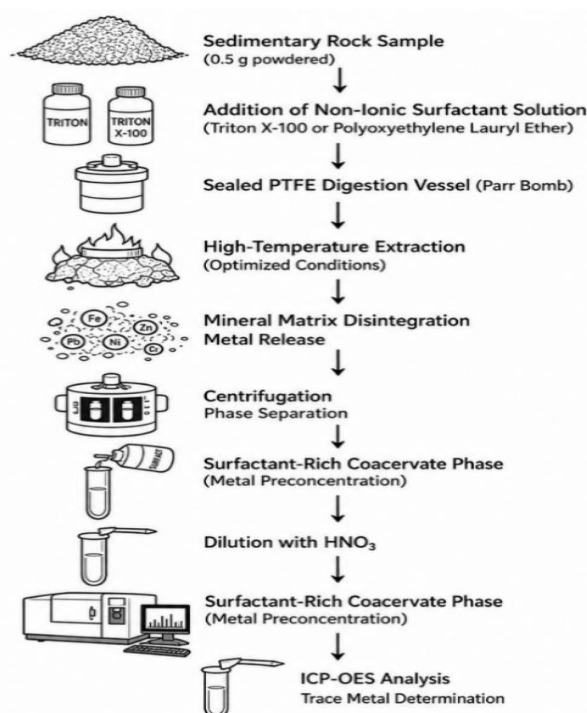 Sedimentary Rock Sample
(0.5 g powdered)
TRITON
TRITON
X-100
Addition of Non-Ionic Surfactant Solution
(Triton X-100 or Polyoxyethylene Lauryl Ether)
Sealed PTFE Digestion Vessel (Parr Bomb)
High-Temperature Extraction
(Optimized Conditions)
Fe
Zn
Pb
Ni
Cr
Mineral Matrix Disintegration
Metal Release
Centrifugation
Phase Separation
Surfactant-Rich Coacervate Phase
(Metal Preconcentration)
Dilution with HNO₃
Surfactant-Rich Coacervate Phase
(Metal Preconcentration)
ICP-OES Analysis
Trace Metal Determination